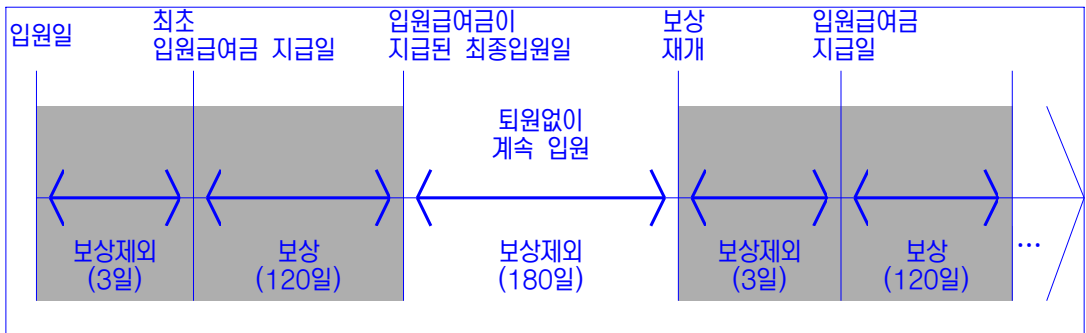 입원일
최초
입원급여금 지급일
입원급여금이
지급된 최종입원일
보상
재개
입원급여금
지급일
퇴원없이
계속 입원
보상제외
(3일)
보상
(120일)
보상제외
(180일)
보상제외
(3일)
보상
(120일)
...